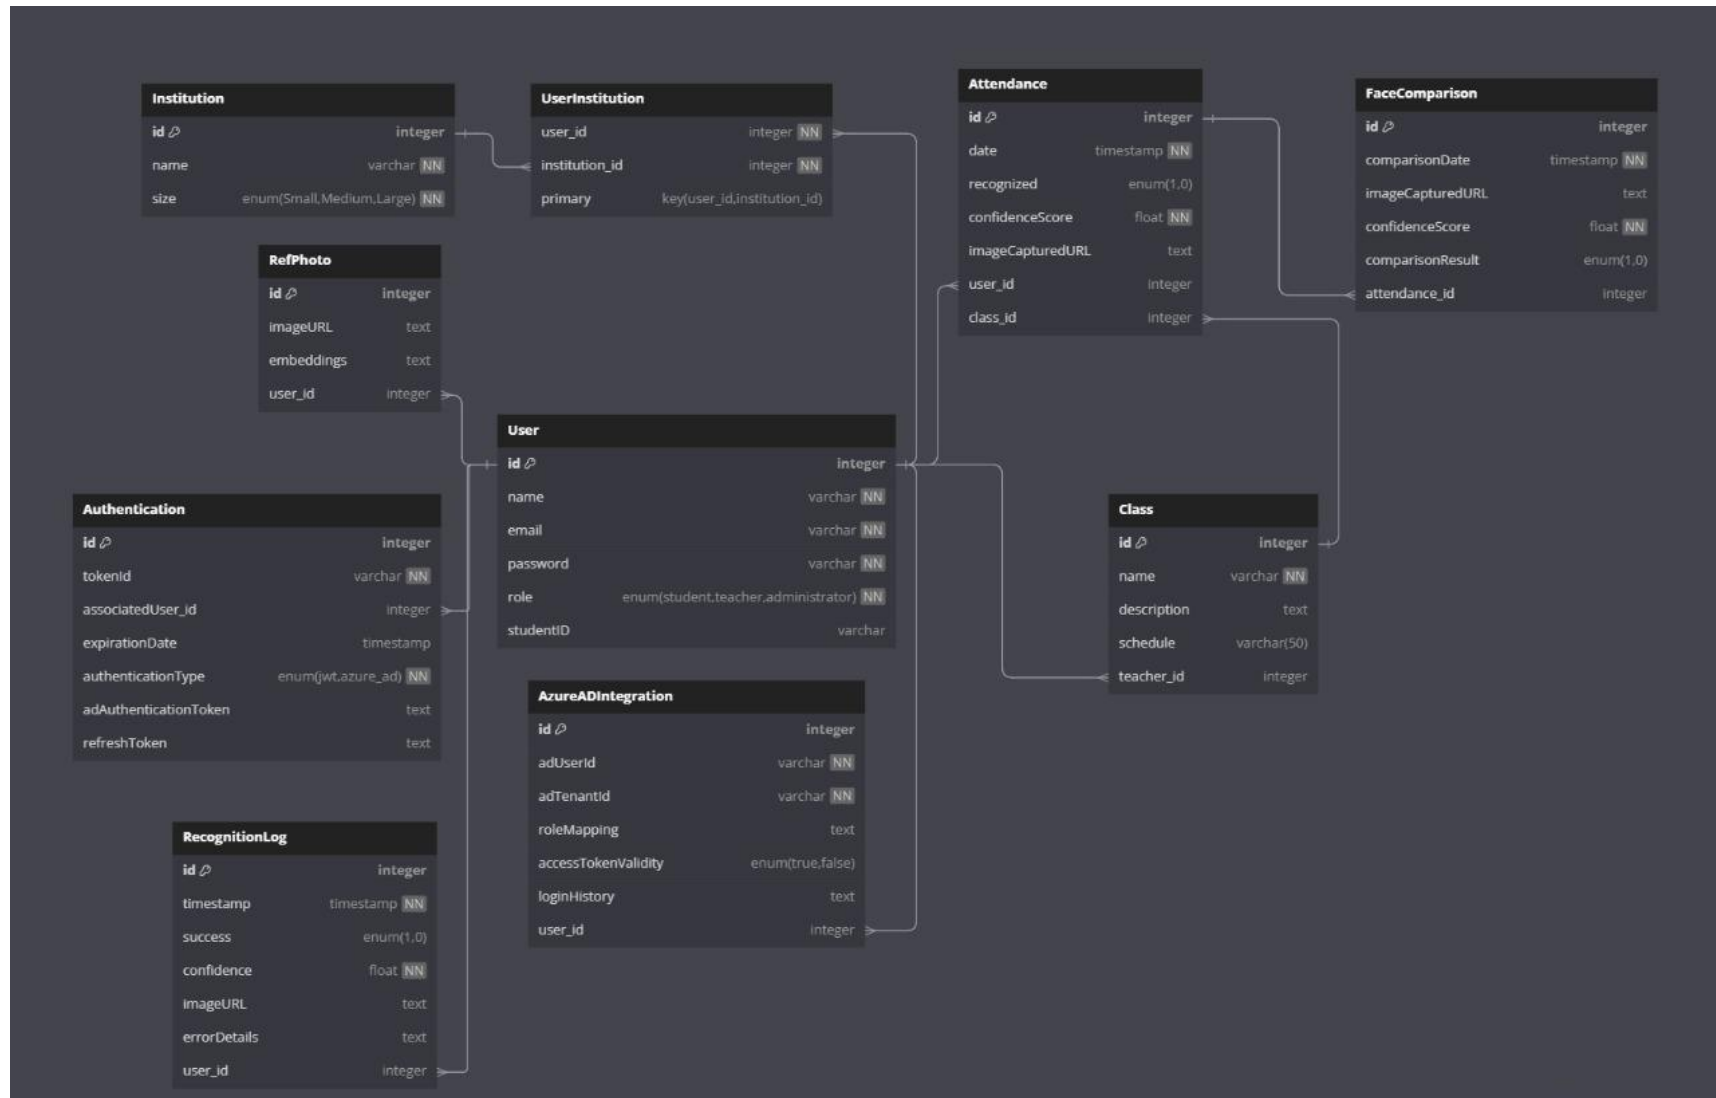 Institution
id integer
name varchar NN
size enum(Small,Medium,Large) NN
UserInstitution
user_id integer NN
institution_id integer NN
primary key(user_id,institution_id)
Attendance
id integer
date timestamp NN
recognized enum(1,0)
confidenceScore float NN
imageCapturedURL text
user_id integer
class_id integer
FaceComparison
id integer
comparisonDate timestamp NN
imageCapturedURL text
confidenceScore float NN
comparisonResult enum(1,0)
attendance_id integer
RefPhoto
id integer
imageURL text
embeddings text
user_id integer
User
id integer
name varchar NN
email varchar NN
password varchar NN
role enum(student,teacher,administrator) NN
studentID varchar
Authentication
id integer
tokenId varchar NN
associatedUser_id integer
expirationDate timestamp
authenticationType enum(jwt,azure_ad) NN
adAuthenticationToken text
refreshToken text
Class
id integer
name varchar NN
description text
schedule varchar(50)
teacher_id integer
AzureADIntegration
id integer
adUserId varchar NN
adTenantId varchar NN
roleMapping text
accessTokenValidity enum(true,false)
loginHistory text
user_id integer
RecognitionLog
id integer
timestamp timestamp NN
success enum(1,0)
confidence float NN
imageURL text
errorDetails text
user_id integer